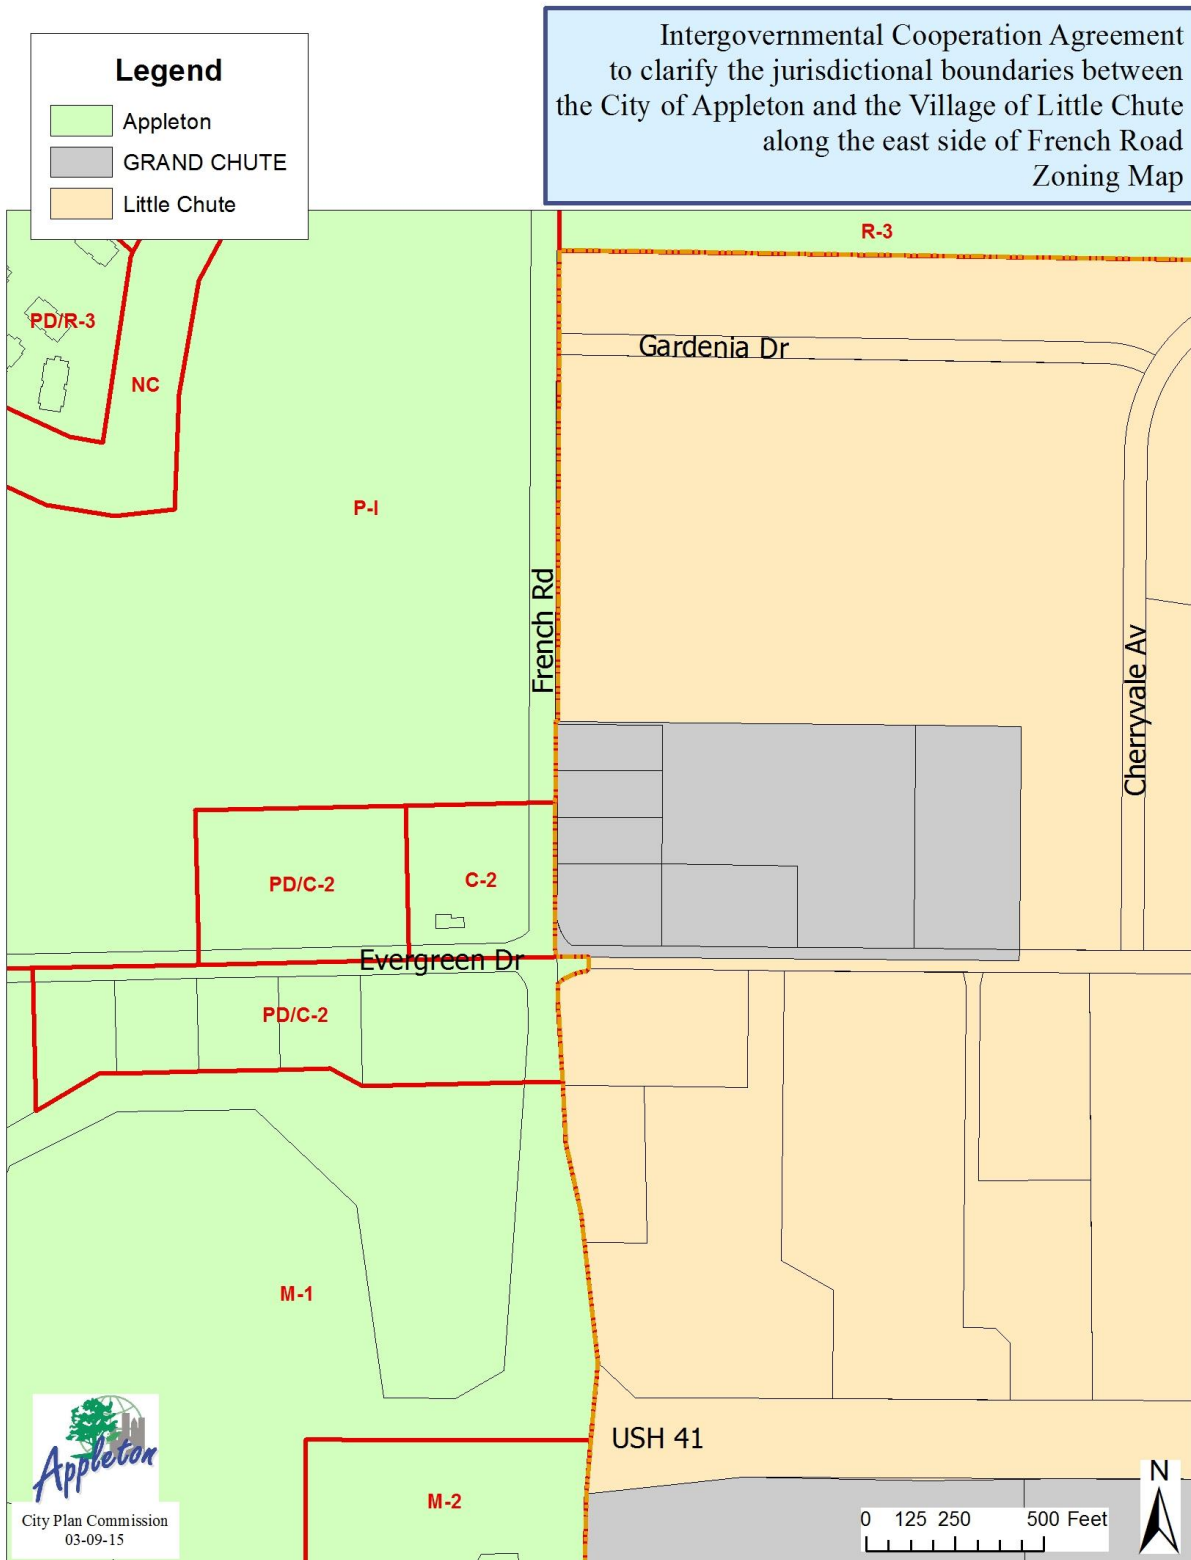 Intergovernmental Cooperation Agreement
to clarify the jurisdictional boundaries between
the City of Appleton and the Village of Little Chute
along the east side of French Road
Zoning Map
Legend
Appleton
GRAND CHUTE
Little Chute
R-3
PD/R-3
Gardenia Dr
NC
P-I
French Rd
Cherryvale Av
PD/C-2
C-2
Evergreen Dr
PD/C-2
M-1
USH 41
M-2
Appleton
City Plan Commission
03-09-15
0 125 250 500 Feet
N